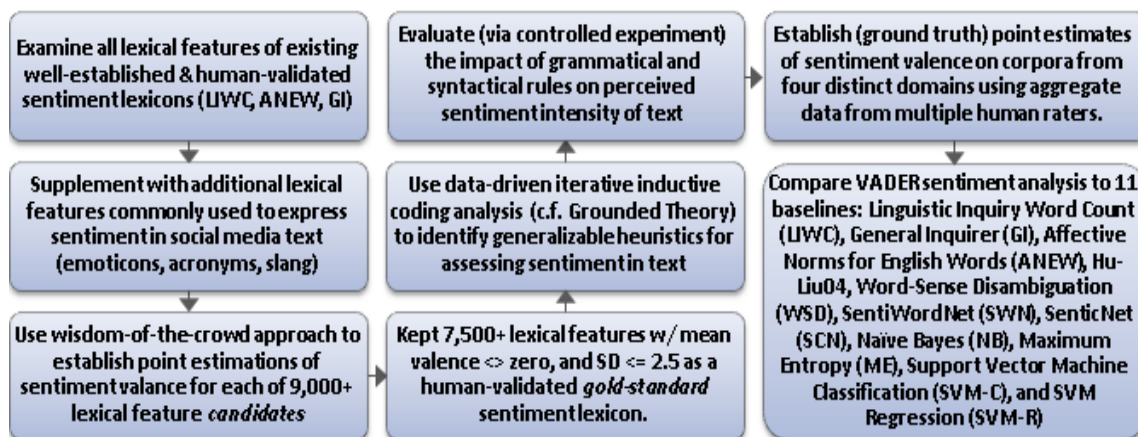 Examine all lexical features of existing
well-established & human-validated
sentiment lexicons (LIWC, ANEW, GI)
Supplement with additional lexical
features commonly used to express
sentiment in social media text
(emoticons, acronyms, slang)
Use wisdom-of-the-crowd approach to
establish point estimations of
sentiment valance for each of 9,000+
lexical feature candidates
Kept 7,500+ lexical features w/ mean
valence <> zero, and SD <= 2.5 as a
human-validated gold-standard
sentiment lexicon.
Use data-driven iterative inductive
coding analysis (c.f. Grounded Theory)
to identify generalizable heuristics for
assessing sentiment in text
Evaluate (via controlled experiment)
the impact of grammatical and
syntactical rules on perceived
sentiment intensity of text
Establish (ground truth) point estimates
of sentiment valence on corpora from
four distinct domains using aggregate
data from multiple human raters.
Compare VADER sentiment analysis to 11
baselines: Linguistic Inquiry Word Count
(LIWC), General Inquirer (GI), Affective
Norms for English Words (ANEW), Hu-
Liu04, Word-Sense Disambiguation
(WSD), SentiWordNet (SWN), SenticNet
(SCN), Naïve Bayes (NB), Maximum
Entropy (ME), Support Vector Machine
Classification (SVM-C), and SVM
Regression (SVM-R)